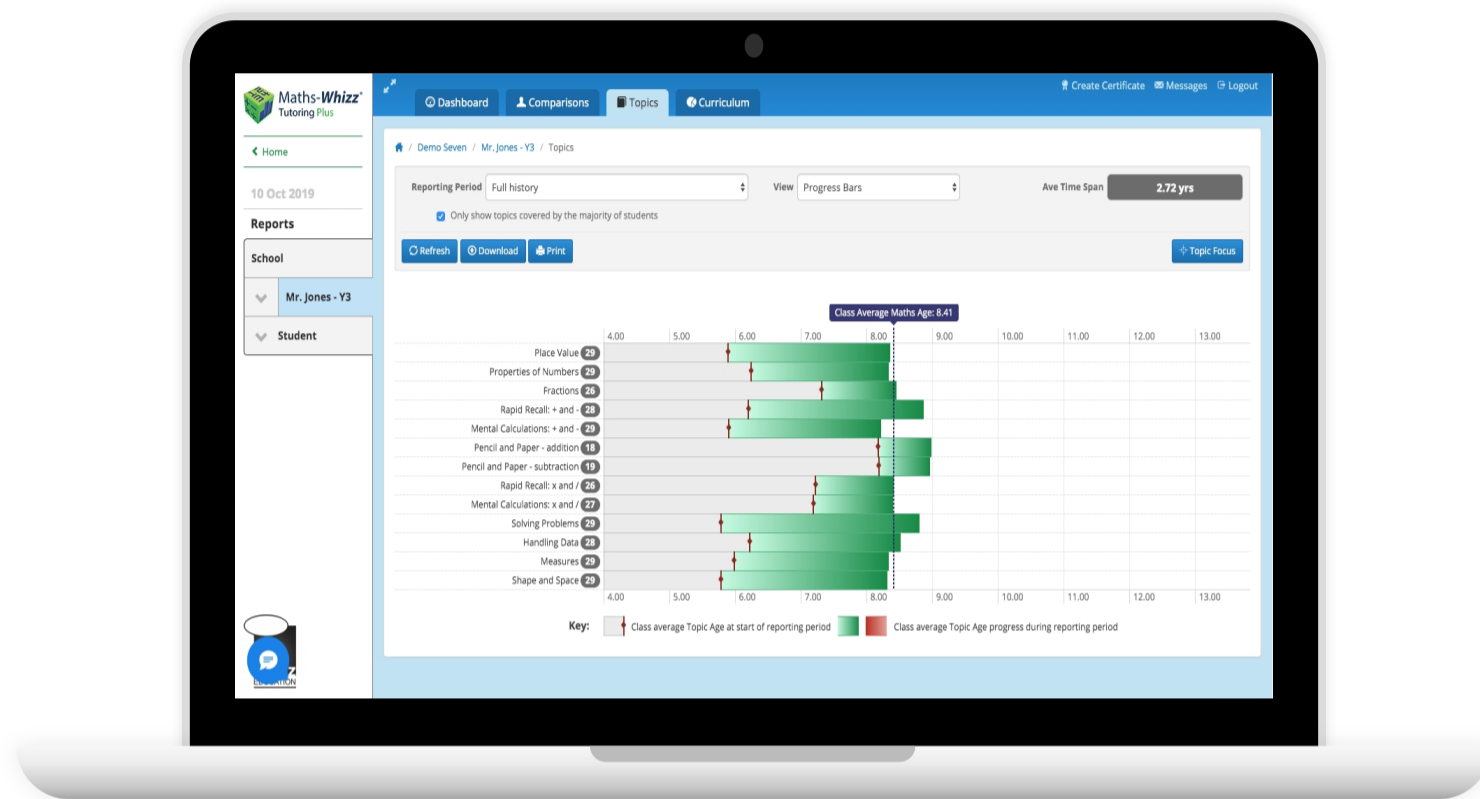 Maths-Whizz®
Tutoring Plus
Home
10 Oct 2019
Reports
School
Mr. Jones - Y3
Student
Dashboard
Comparisons
Topics
Curriculum
Create Certificate Messages Logout
/ Demo Seven / Mr. Jones - Y3 / Topics
Reporting Period Full history View Progress Bars Ave Time Span 2.72 yrs
Only show topics covered by the majority of students
Refresh Download Print Topic Focus
Class Average Maths Age: 8.41
4.00 5.00 6.00 7.00 8.00 9.00 10.00 11.00 12.00 13.00
Place Value 29
Properties of Numbers 29
Fractions 26
Rapid Recall: + and - 28
Mental Calculations: + and - 29
Pencil and Paper - addition 18
Pencil and Paper - subtraction 19
Rapid Recall: x and / 26
Mental Calculations: x and / 27
Solving Problems 29
Handling Data 28
Measures 29
Shape and Space 29
4.00 5.00 6.00 7.00 8.00 9.00 10.00 11.00 12.00 13.00
Key: Class average Topic Age at start of reporting period Class average Topic Age progress during reporting period